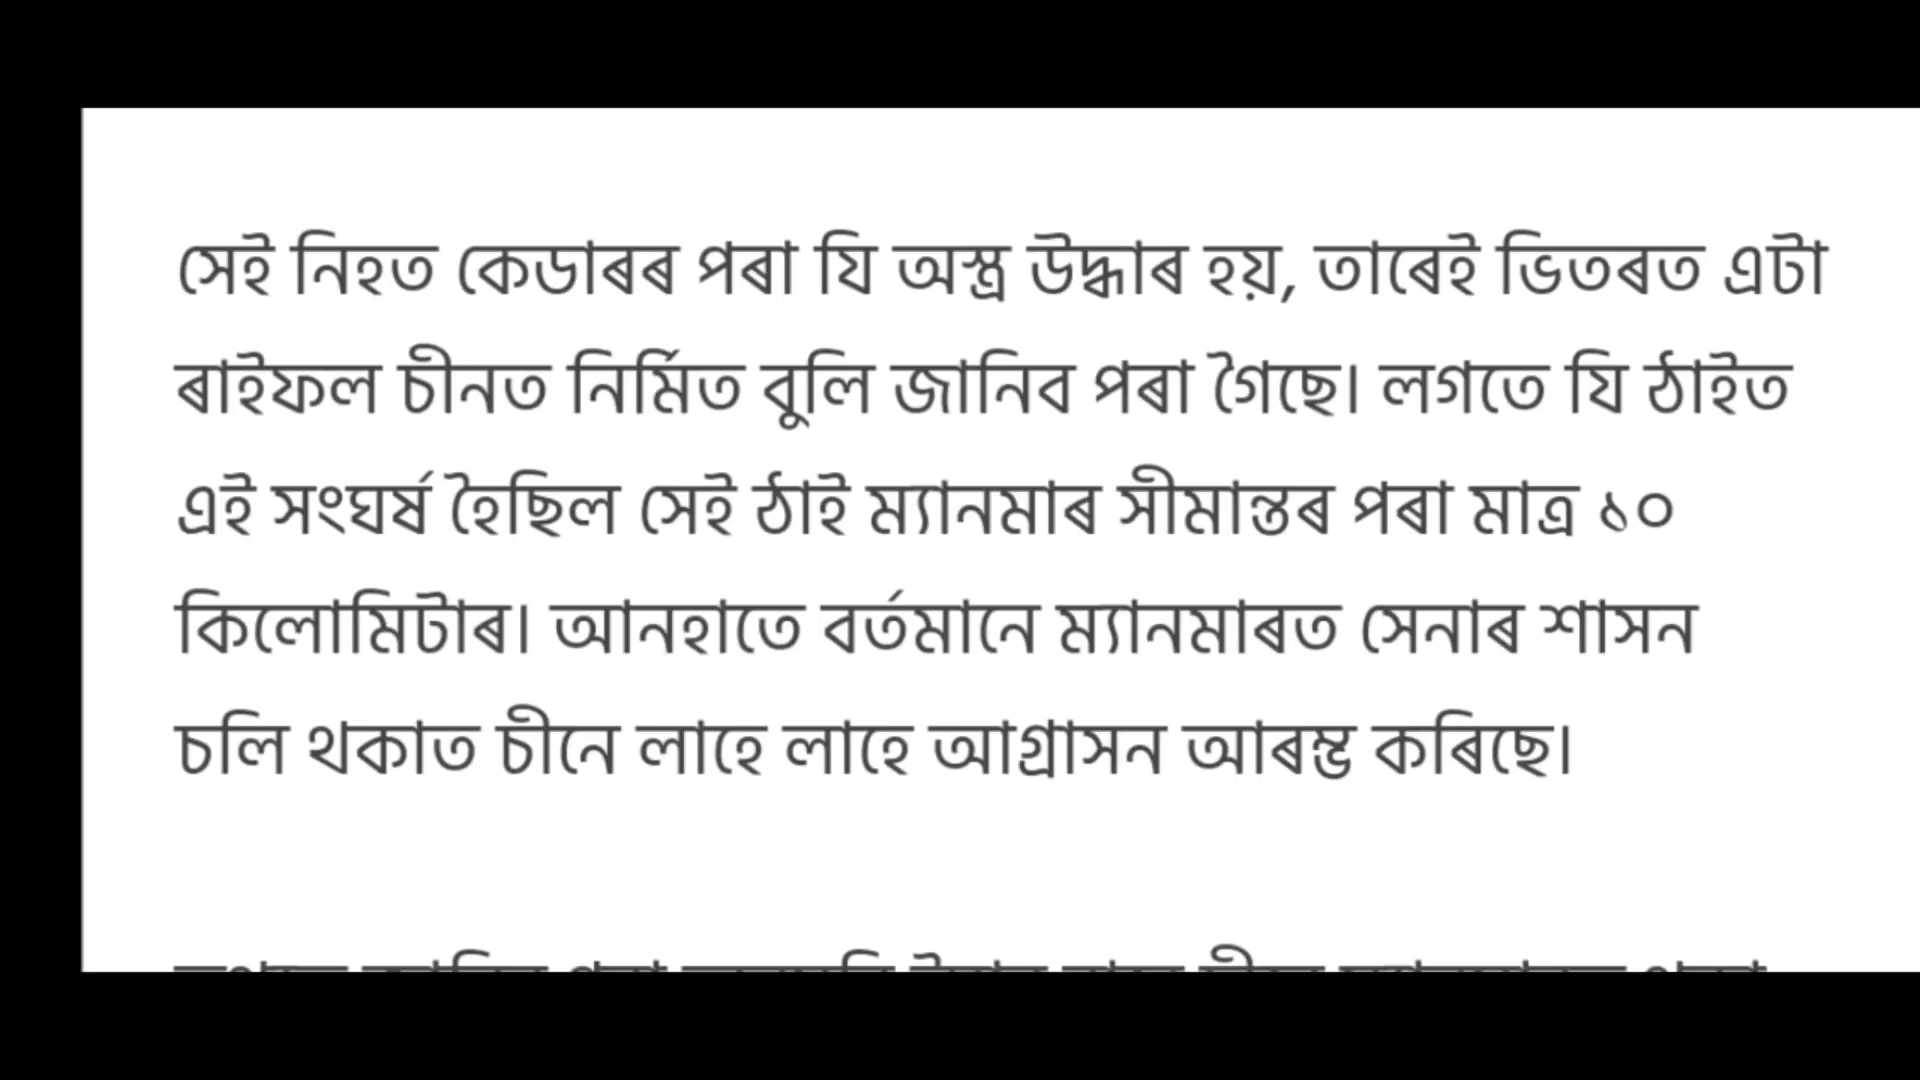 সেই নিহত কেডাৰৰ পৰা যি অস্ত্ৰ উদ্ধাৰ হয়, তাৰেই ভিতৰত এটা
ৰাইফল চীনত নিৰ্মিত বুলি জানিব পৰা গৈছে। লগতে যি ঠাইত
এই সংঘৰ্ষ হৈছিল সেই ঠাই ম্যানমাৰ সীমান্তৰ পৰা মাত্ৰ ১০
কিলোমিটাৰ। আনহাতে বৰ্তমানে ম্যানমাৰত সেনাৰ শাসন
চলি থকাত চীনে লাহে লাহে আগ্ৰাসন আৰম্ভ কৰিছে।